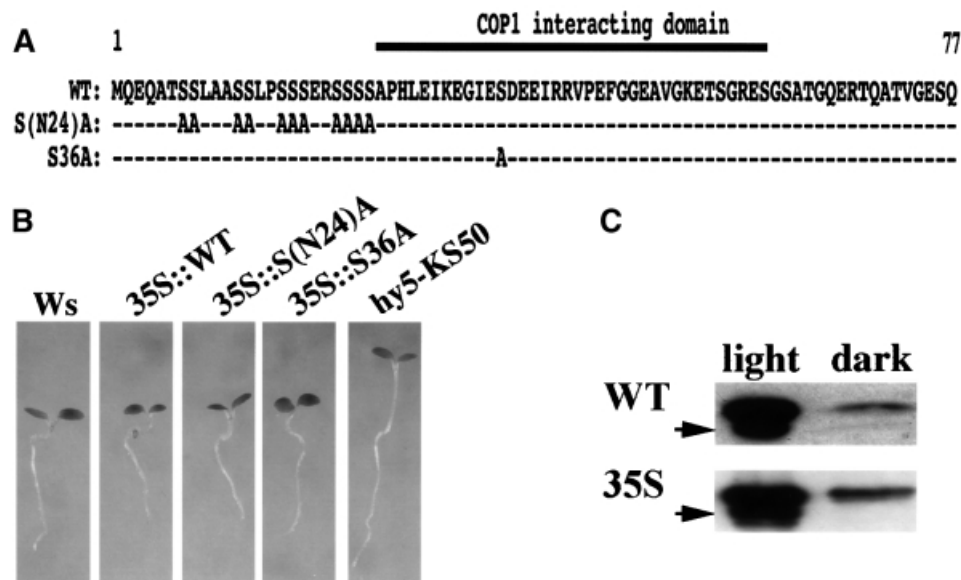 A 1 COP1 interacting domain 77
WT: MQEQATSSLAASSLPSSSERSSSSAPHLEIKEGIESDEEIRRVPEFGGEAVGKETSGRESGSATGQERTQATVGESQ
S(N24)A: ------AA---AA--AAA--AAAA-----------------------------------------------------
S36A: -----------------------------------A-----------------------------------------
B
Ws 35S::WT 35S::S(N24)A 35S::S36A hy5-KS50
C
light dark
WT
35S